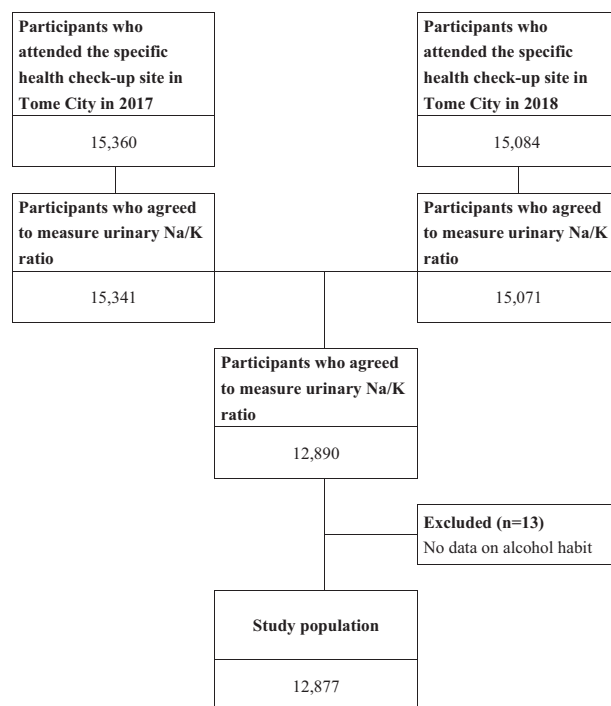 Participants who
attended the specific
health check-up site in
Tome City in 2017
15,360
Participants who
attended the specific
health check-up site in
Tome City in 2018
15,084
Participants who agreed
to measure urinary Na/K
ratio
15,341
Participants who agreed
to measure urinary Na/K
ratio
15,071
Participants who agreed
to measure urinary Na/K
ratio
12,890
Excluded (n=13)
No data on alcohol habit
Study population
12,877